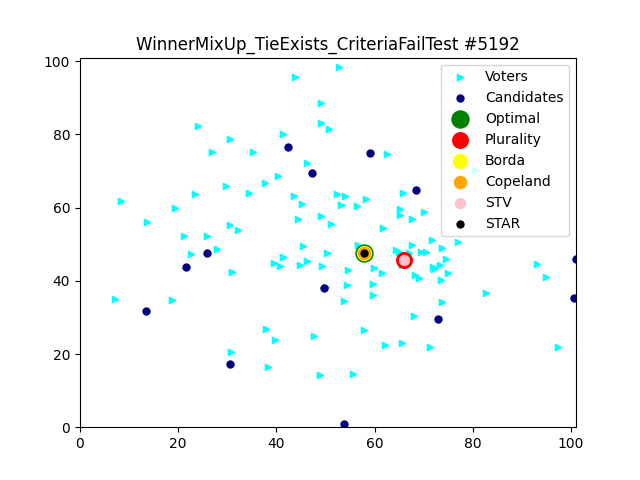 WinnerMixUp_TieExists_CriteriaFailTest #5192
100
80
60
40
20
0
0 20 40 60 80 100
Voters
Candidates
Optimal
Plurality
Borda
Copeland
STV
STAR